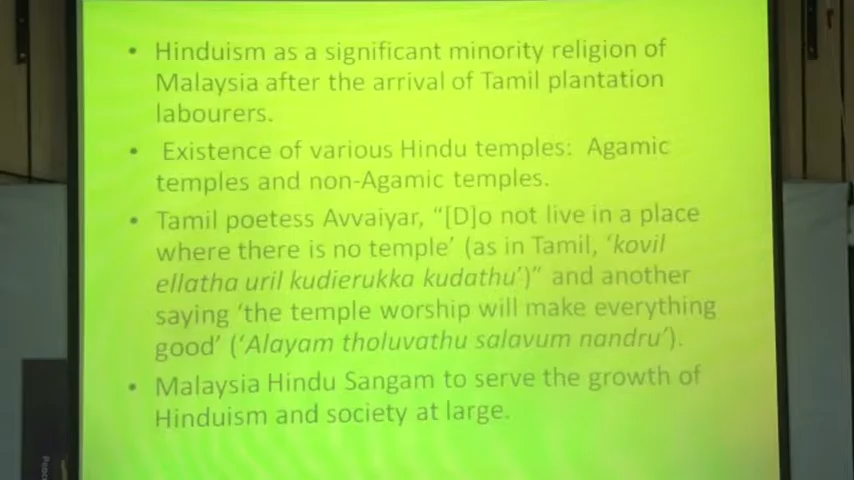 • Hinduism as a significant minority religion of
Malaysia after the arrival of Tamil plantation
labourers.
• Existence of various Hindu temples: Agamic
temples and non-Agamic temples.
• Tamil poetess Avvaiyar, “[D]o not live in a place
where there is no temple’ (as in Tamil, ‘kovil
ellatha uril kudierukka kudathu’)” and another
saying ‘the temple worship will make everything
good’ (‘Alayam tholuvathu salavum nandru’).
• Malaysia Hindu Sangam to serve the growth of
Hinduism and society at large.